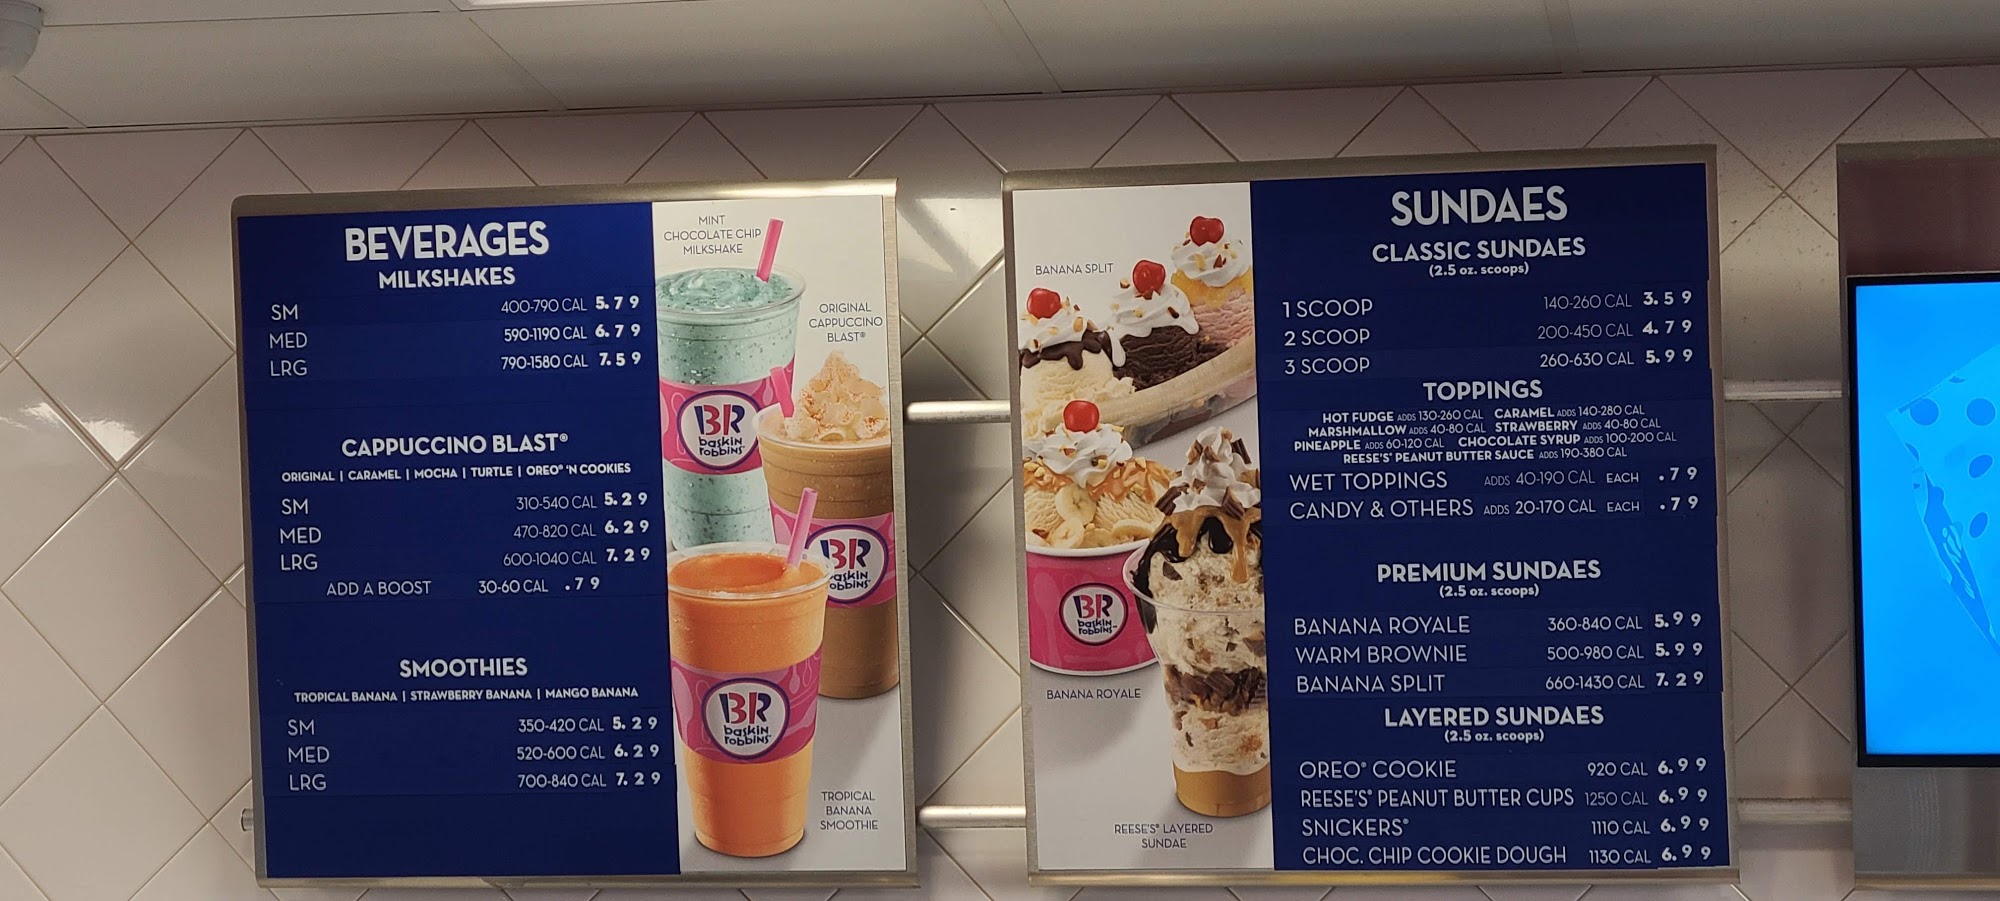 BEVERAGES
MILKSHAKES
SM 400-790 CAL 5.79
MED 590-1190 CAL 6.79
LRG 790-1580 CAL 7.59
CAPPUCCINO BLAST®
ORIGINAL | CARAMEL | MOCHA | TURTLE | OREO® 'N COOKIES
SM 310-540 CAL 5.29
MED 470-820 CAL 6.29
LRG 600-1040 CAL 7.29
ADD A BOOST 30-60 CAL .79
SMOOTHIES
TROPICAL BANANA | STRAWBERRY BANANA | MANGO BANANA
SM 350-420 CAL 5.29
MED 520-600 CAL 6.29
LRG 700-840 CAL 7.29
MINT
CHOCOLATE CHIP
MILKSHAKE
ORIGINAL
CAPPUCCINO
BLAST®
BR
baskin
robbins
BR
baskin
robbins
BR
baskin
robbins
TROPICAL
BANANA
SMOOTHIE
BANANA SPLIT
BR
baskin
robbins
BANANA ROYALE
REESE'S® LAYERED
SUNDAE
SUNDAES
CLASSIC SUNDAES
(2.5 oz. scoops)
1 SCOOP 140-260 CAL 3.59
2 SCOOP 200-450 CAL 4.79
3 SCOOP 260-630 CAL 5.99
TOPPINGS
HOT FUDGE ADDS 130-260 CAL CARAMEL ADDS 140-280 CAL
MARSHMALLOW ADDS 40-80 CAL STRAWBERRY ADDS 40-80 CAL
PINEAPPLE ADDS 60-120 CAL CHOCOLATE SYRUP ADDS 100-200 CAL
REESE'S® PEANUT BUTTER SAUCE ADDS 190-380 CAL
WET TOPPINGS ADDS 40-190 CAL EACH .79
CANDY & OTHERS ADDS 20-170 CAL EACH .79
PREMIUM SUNDAES
(2.5 oz. scoops)
BANANA ROYALE 360-840 CAL 5.99
WARM BROWNIE 500-980 CAL 5.99
BANANA SPLIT 660-1430 CAL 7.29
LAYERED SUNDAES
(2.5 oz. scoops)
OREO® COOKIE 920 CAL 6.99
REESE'S® PEANUT BUTTER CUPS 1250 CAL 6.99
SNICKERS® 1110 CAL 6.99
CHOC. CHIP COOKIE DOUGH 1130 CAL 6.99